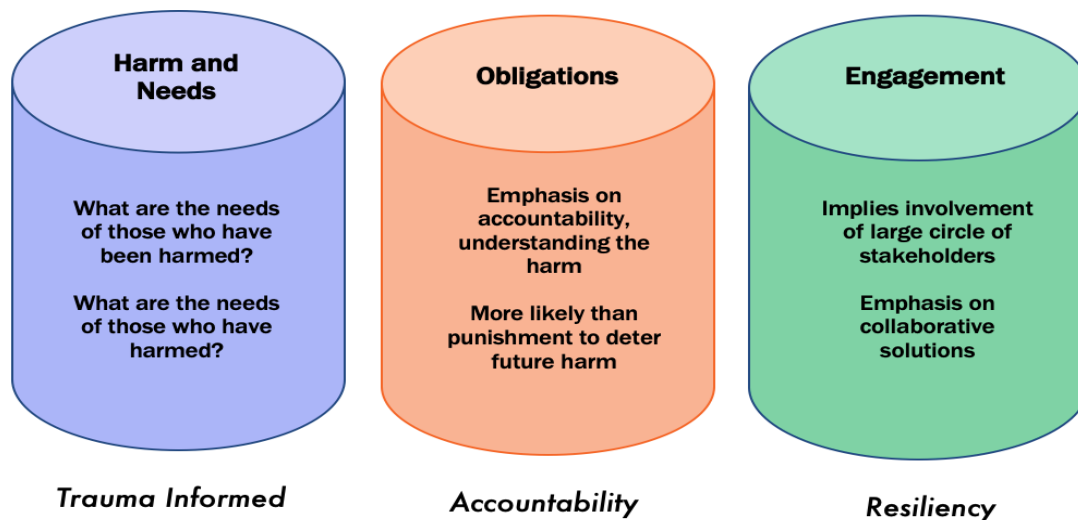 Harm and
Needs
What are the needs
of those who have
been harmed?
What are the needs
of those who have
harmed?
Trauma Informed
Obligations
Emphasis on
accountability,
understanding the
harm
More likely than
punishment to deter
future harm
Accountability
Engagement
Implies involvement
of large circle of
stakeholders
Emphasis on
collaborative
solutions
Resiliency